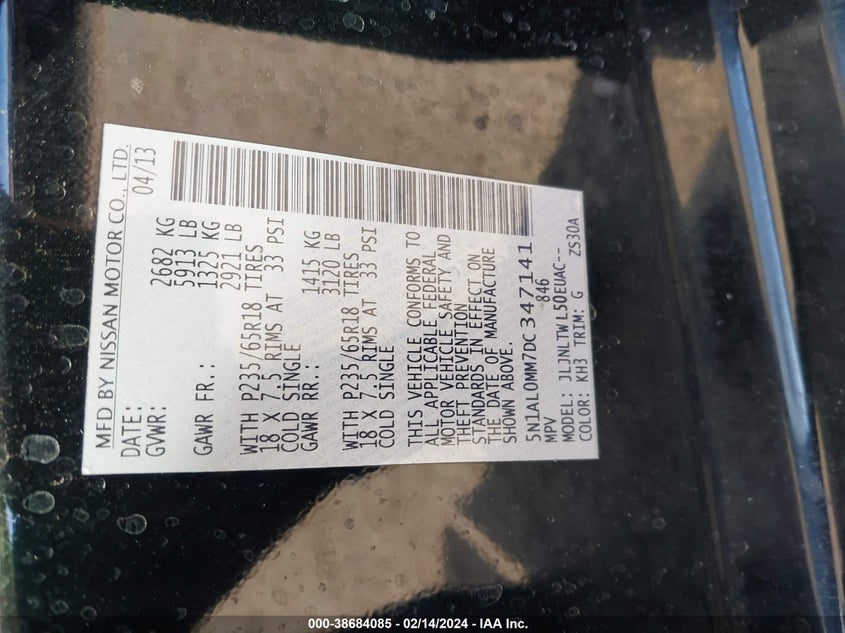 MFD BY NISSAN MOTOR CO., LTD.
DATE: 04/13
GVWR: 2682 KG
5913 LB
GAWR FR.: 1325 KG
2921 LB
WITH P235/65R18 TIRES
18 X 7.5 RIMS AT 33 PSI
COLD SINGLE
GAWR RR.: 1415 KG
3120 LB
WITH P235/65R18 TIRES
18 X 7.5 RIMS AT 33 PSI
COLD SINGLE
THIS VEHICLE CONFORMS TO
ALL APPLICABLE FEDERAL
MOTOR VEHICLE SAFETY AND
THEFT PREVENTION
STANDARDS IN EFFECT ON
THE DATE OF MANUFACTURE
SHOWN ABOVE.
5N1AL0MM7DC347141
MPV 846
MODEL: JLJNLTWL50EUAC--
COLOR: KH3 TRIM: G ZS30A
000-38684085 - 02/14/2024 - IAA Inc.